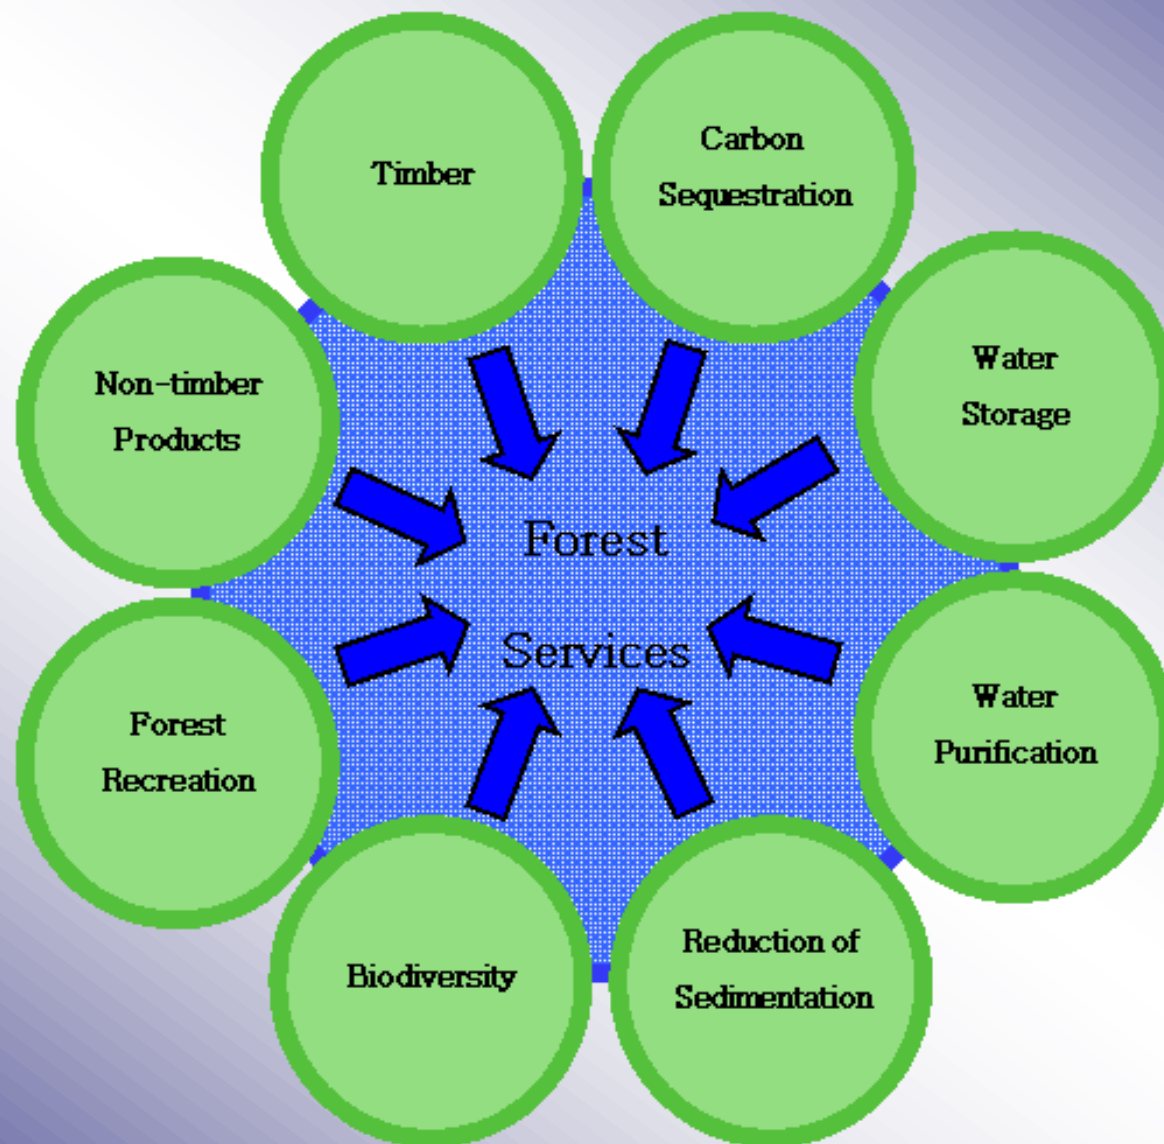 Timber
Carbon
Sequestration
Non-timber
Products
Water
Storage
Forest
Services
Forest
Recreation
Water
Purification
Biodiversity
Reduction of
Sedimentation